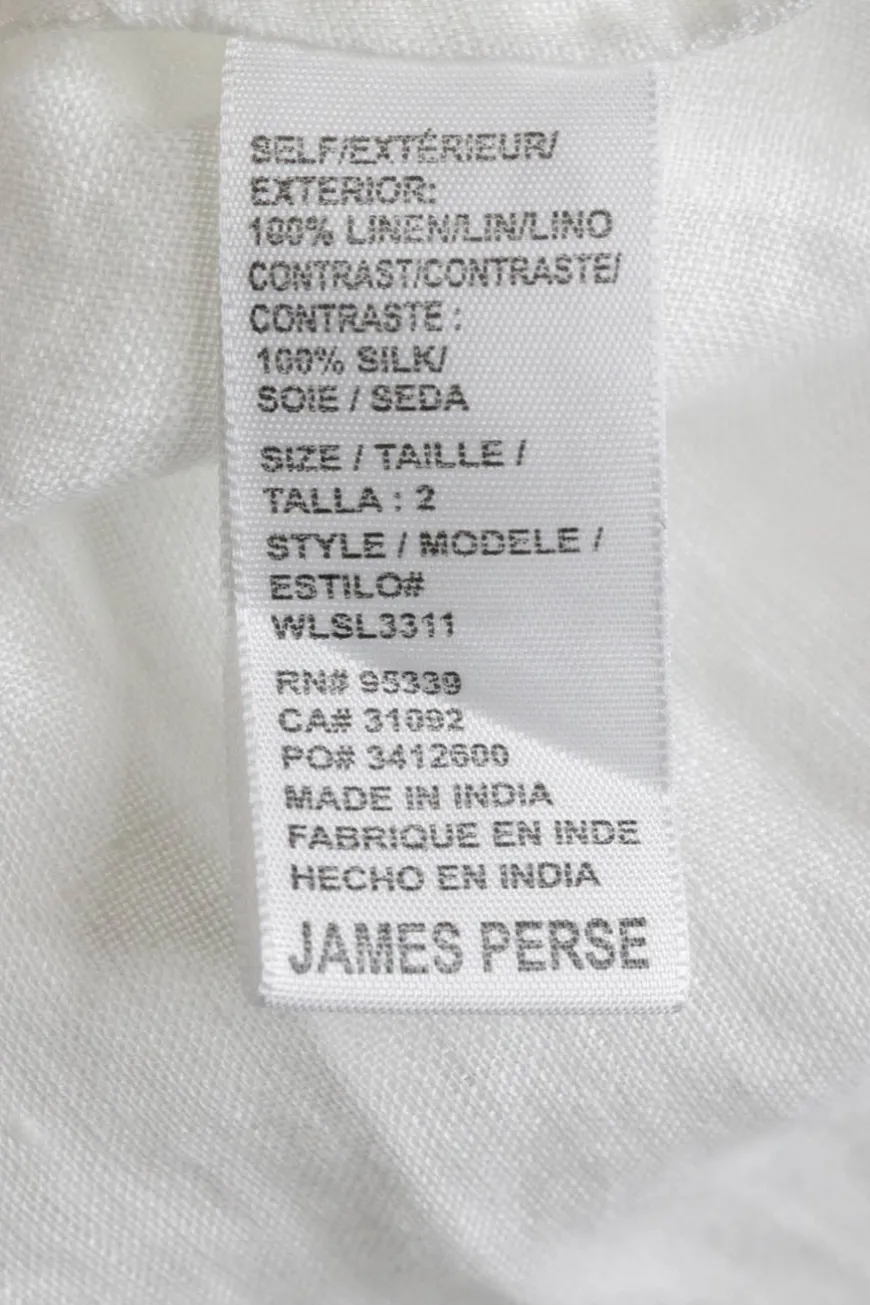 SELF/EXTÉRIEUR/
EXTERIOR:
100% LINEN/LIN/LINO
CONTRAST/CONTRASTE/
CONTRASTE :
100% SILK/
SOIE / SEDA
SIZE / TAILLE /
TALLA : 2
STYLE / MODELE /
ESTILO#
WLSL3311
RN# 95339
CA# 31092
PO# 3412600
MADE IN INDIA
FABRIQUE EN INDE
HECHO EN INDIA
JAMES PERSE